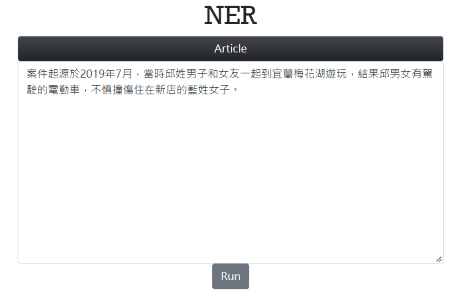 NER
Article
案件起源於2019年7月，當時邱姓男子和女友一起到宜蘭梅花湖遊玩，結果邱男女有駕
駛的電動車，不慎撞傷住在新店的藍姓女子。
Run